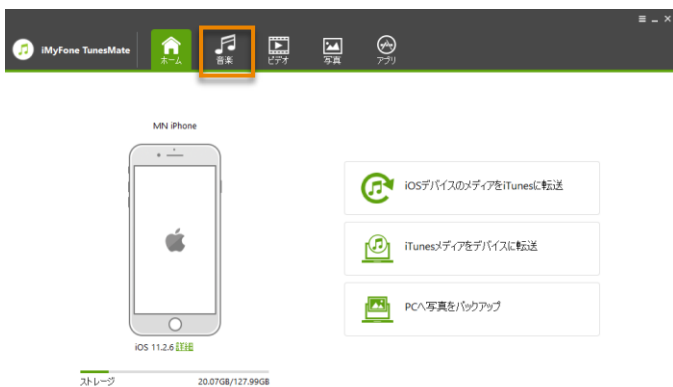 iMyFone TunesMate
ホーム
音楽
ビデオ
写真
アプリ
MN iPhone
iOSデバイスのメディアをiTunesに転送
iTunesメディアをデバイスに転送
PCへ写真をバックアップ
iOS 11.2.6 詳細
ストレージ 20.07GB/127.99GB